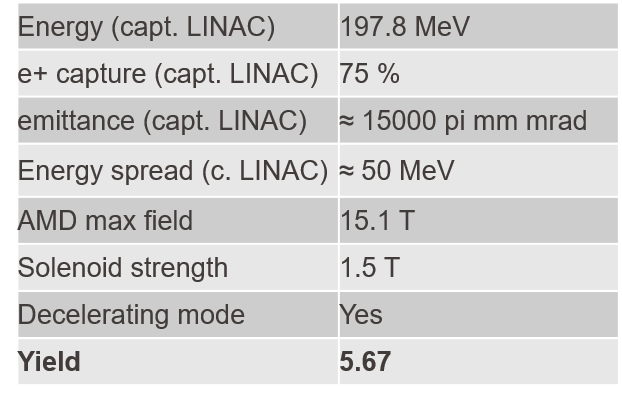 Energy (capt. LINAC) 197.8 MeV
e+ capture (capt. LINAC) 75 %
emittance (capt. LINAC) ≈ 15000 pi mm mrad
Energy spread (c. LINAC) ≈ 50 MeV
AMD max field 15.1 T
Solenoid strength 1.5 T
Decelerating mode Yes
Yield 5.67